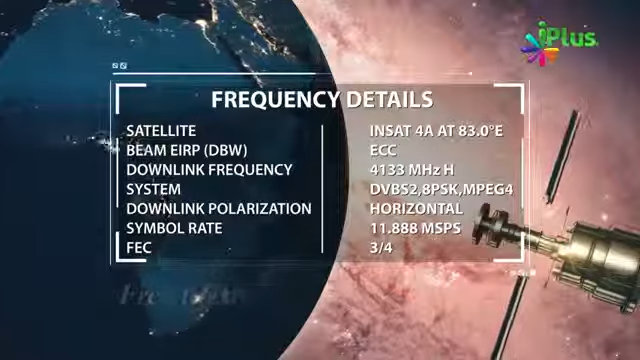 iPlus
FREQUENCY DETAILS
SATELLITE INSAT 4A AT 83.0°E
BEAM EIRP (DBW) ECC
DOWNLINK FREQUENCY 4133 MHz H
SYSTEM DVBS2,8PSK,MPEG4
DOWNLINK POLARIZATION HORIZONTAL
SYMBOL RATE 11.888 MSPS
FEC 3/4